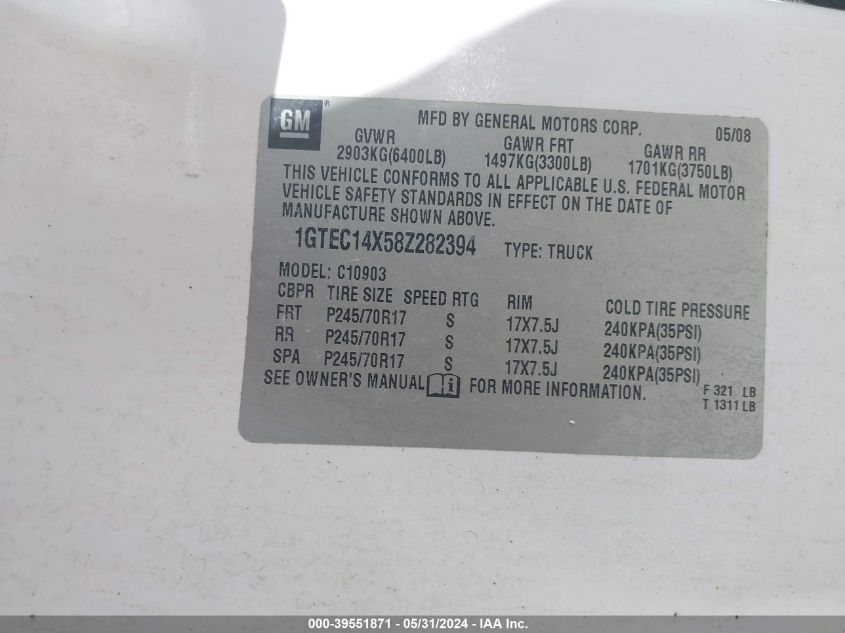 GM ® MFD BY GENERAL MOTORS CORP. 05/08
GVWR GAWR FRT GAWR RR
2903KG(6400LB) 1497KG(3300LB) 1701KG(3750LB)
THIS VEHICLE CONFORMS TO ALL APPLICABLE U.S. FEDERAL MOTOR
VEHICLE SAFETY STANDARDS IN EFFECT ON THE DATE OF
MANUFACTURE SHOWN ABOVE.
1GTEC14X58Z282394 TYPE: TRUCK
MODEL: C10903
CBPR TIRE SIZE SPEED RTG RIM COLD TIRE PRESSURE
FRT P245/70R17 S 17X7.5J 240KPA(35PSI)
RR P245/70R17 S 17X7.5J 240KPA(35PSI)
SPA P245/70R17 S 17X7.5J 240KPA(35PSI)
SEE OWNER'S MANUAL i FOR MORE INFORMATION. F 321 LB
T 1311 LB
000-39551871 - 05/31/2024 - IAA Inc.